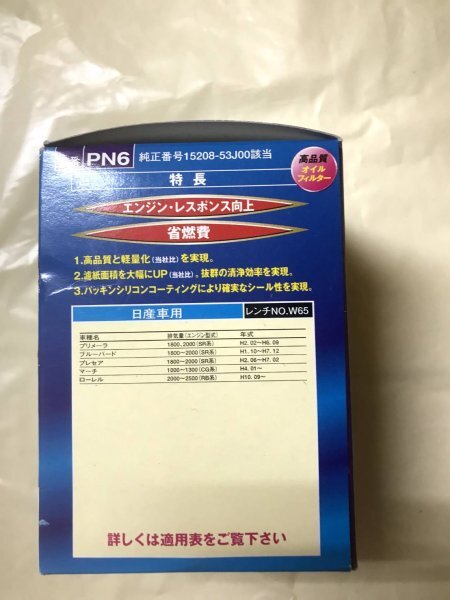 PN6 純正番号15208-53J00該当
高品質
オイル
フィルター
特長
エンジン・レスポンス向上
省燃費
1.高品質と軽量化(当社比)を実現。
2.濾紙面積を大幅にUP(当社比)。抜群の清浄効率を実現。
3.パッキンシリコンコーティングにより確実なシール性を実現。
日産車用 レンチNO.W65
車種名 排気量(エンジン型式) 年式
プリメーラ 1800.2000(SR系) H2.02〜H6.09
ブルーバード 1800〜2000(SR系) H1.10〜H7.12
プレセア 1800〜2000(SR系) H2.06〜H7.02
マーチ 1000〜1300(CG系) H4.01〜
ローレル 2000〜2500(RB系) H10.09〜
詳しくは適用表をご覧下さい